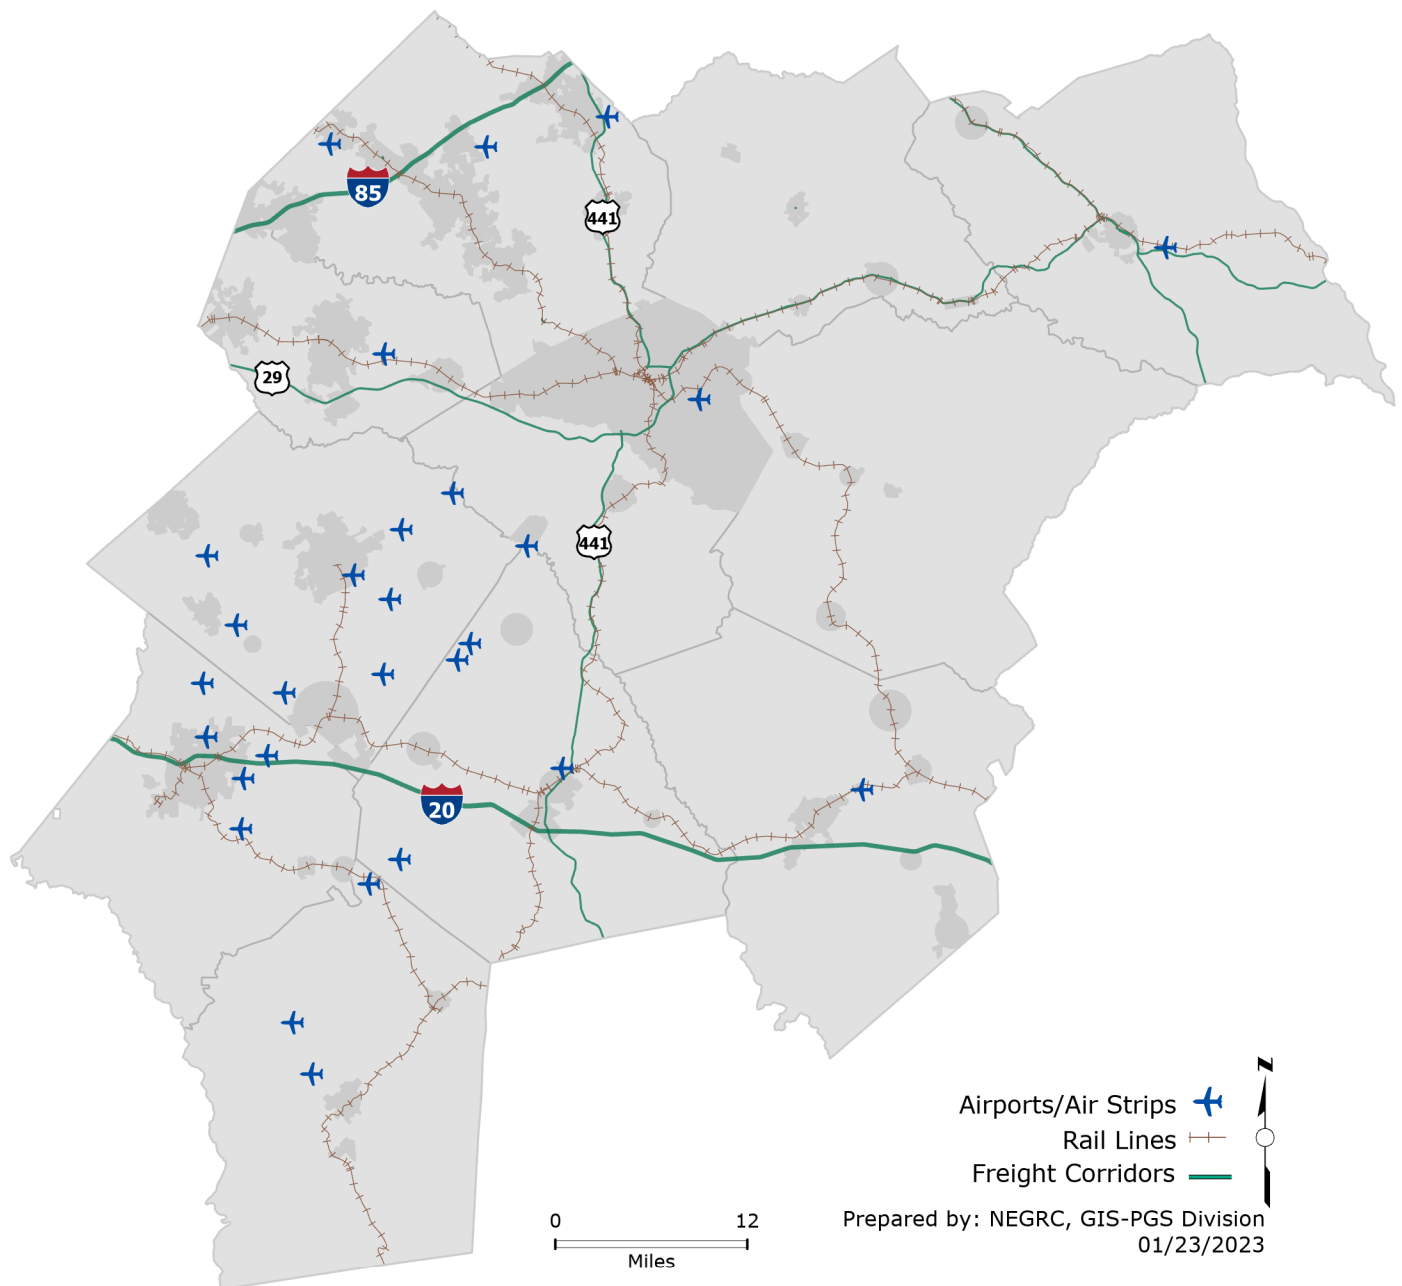 85
441
29
441
20
N
Airports/Air Strips
Rail Lines
Freight Corridors
0 12
Miles
Prepared by: NEGRC, GIS-PGS Division
01/23/2023